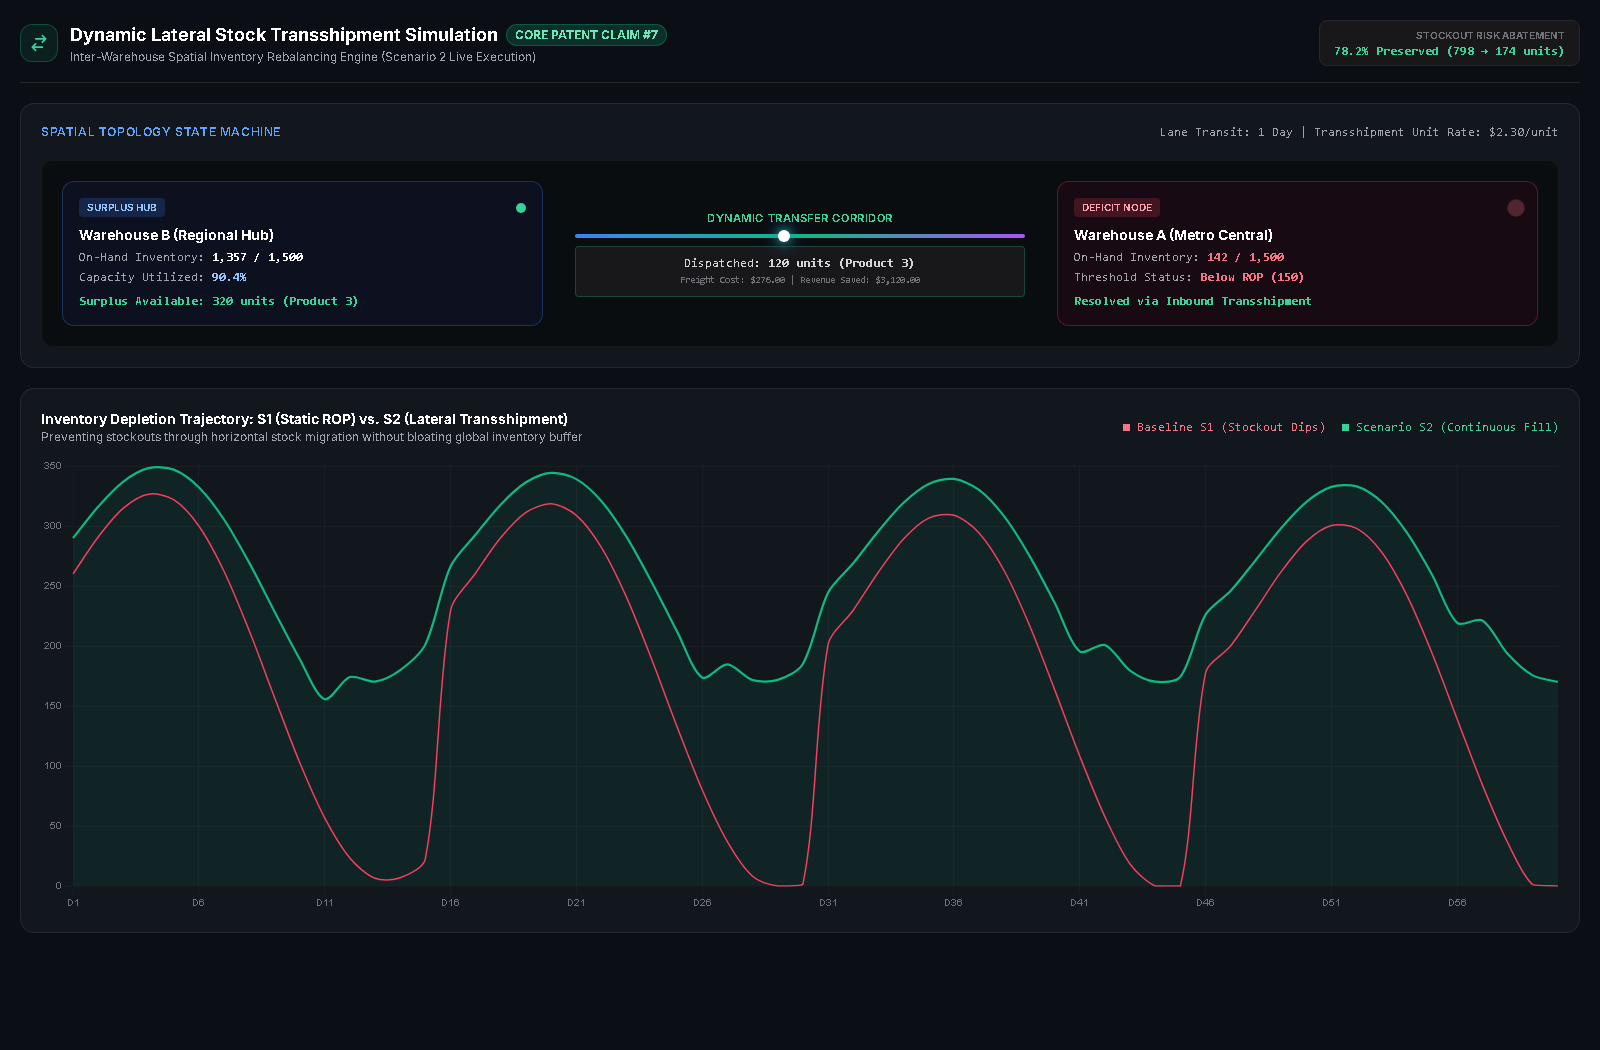 Dynamic Lateral Stock Transshipment Simulation CORE PATENT CLAIM #7
Inter-Warehouse Spatial Inventory Rebalancing Engine (Scenario 2 Live Execution)
STOCKOUT RISK ABATEMENT
78.2% Preserved (798 → 174 units)
SPATIAL TOPOLOGY STATE MACHINE
Lane Transit: 1 Day | Transshipment Unit Rate: $2.30/unit
SURPLUS HUB
Warehouse B (Regional Hub)
On-Hand Inventory: 1,357 / 1,500
Capacity Utilized: 90.4%
Surplus Available: 320 units (Product 3)
DYNAMIC TRANSFER CORRIDOR
Dispatched: 120 units (Product 3)
Freight Cost: $276.00 | Revenue Saved: $3,120.00
DEFICIT NODE
Warehouse A (Metro Central)
On-Hand Inventory: 142 / 1,500
Threshold Status: Below ROP (150)
Resolved via Inbound Transshipment
Inventory Depletion Trajectory: S1 (Static ROP) vs. S2 (Lateral Transshipment)
Preventing stockouts through horizontal stock migration without bloating global inventory buffer
Baseline S1 (Stockout Dips) Scenario S2 (Continuous Fill)
350
300
250
200
150
100
50
0
D1 D6 D11 D16 D21 D26 D31 D36 D41 D46 D51 D56